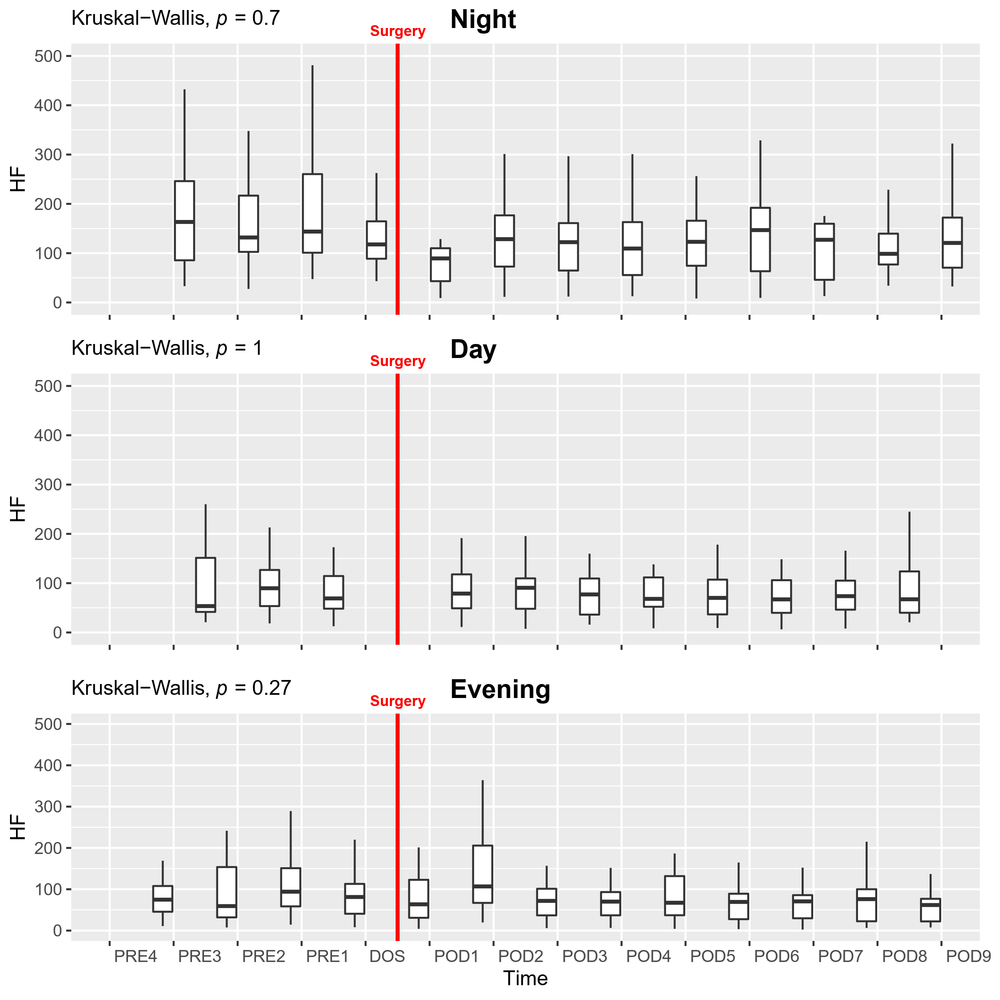 Kruskal−Wallis, p = 0.7
Night
Surgery
500
400
300
200
100
0
HF
Kruskal−Wallis, p = 1
Day
Surgery
500
400
300
200
100
0
HF
Kruskal−Wallis, p = 0.27
Evening
Surgery
500
400
300
200
100
0
HF
PRE4 PRE3 PRE2 PRE1 DOS POD1 POD2 POD3 POD4 POD5 POD6 POD7 POD8 POD9
Time